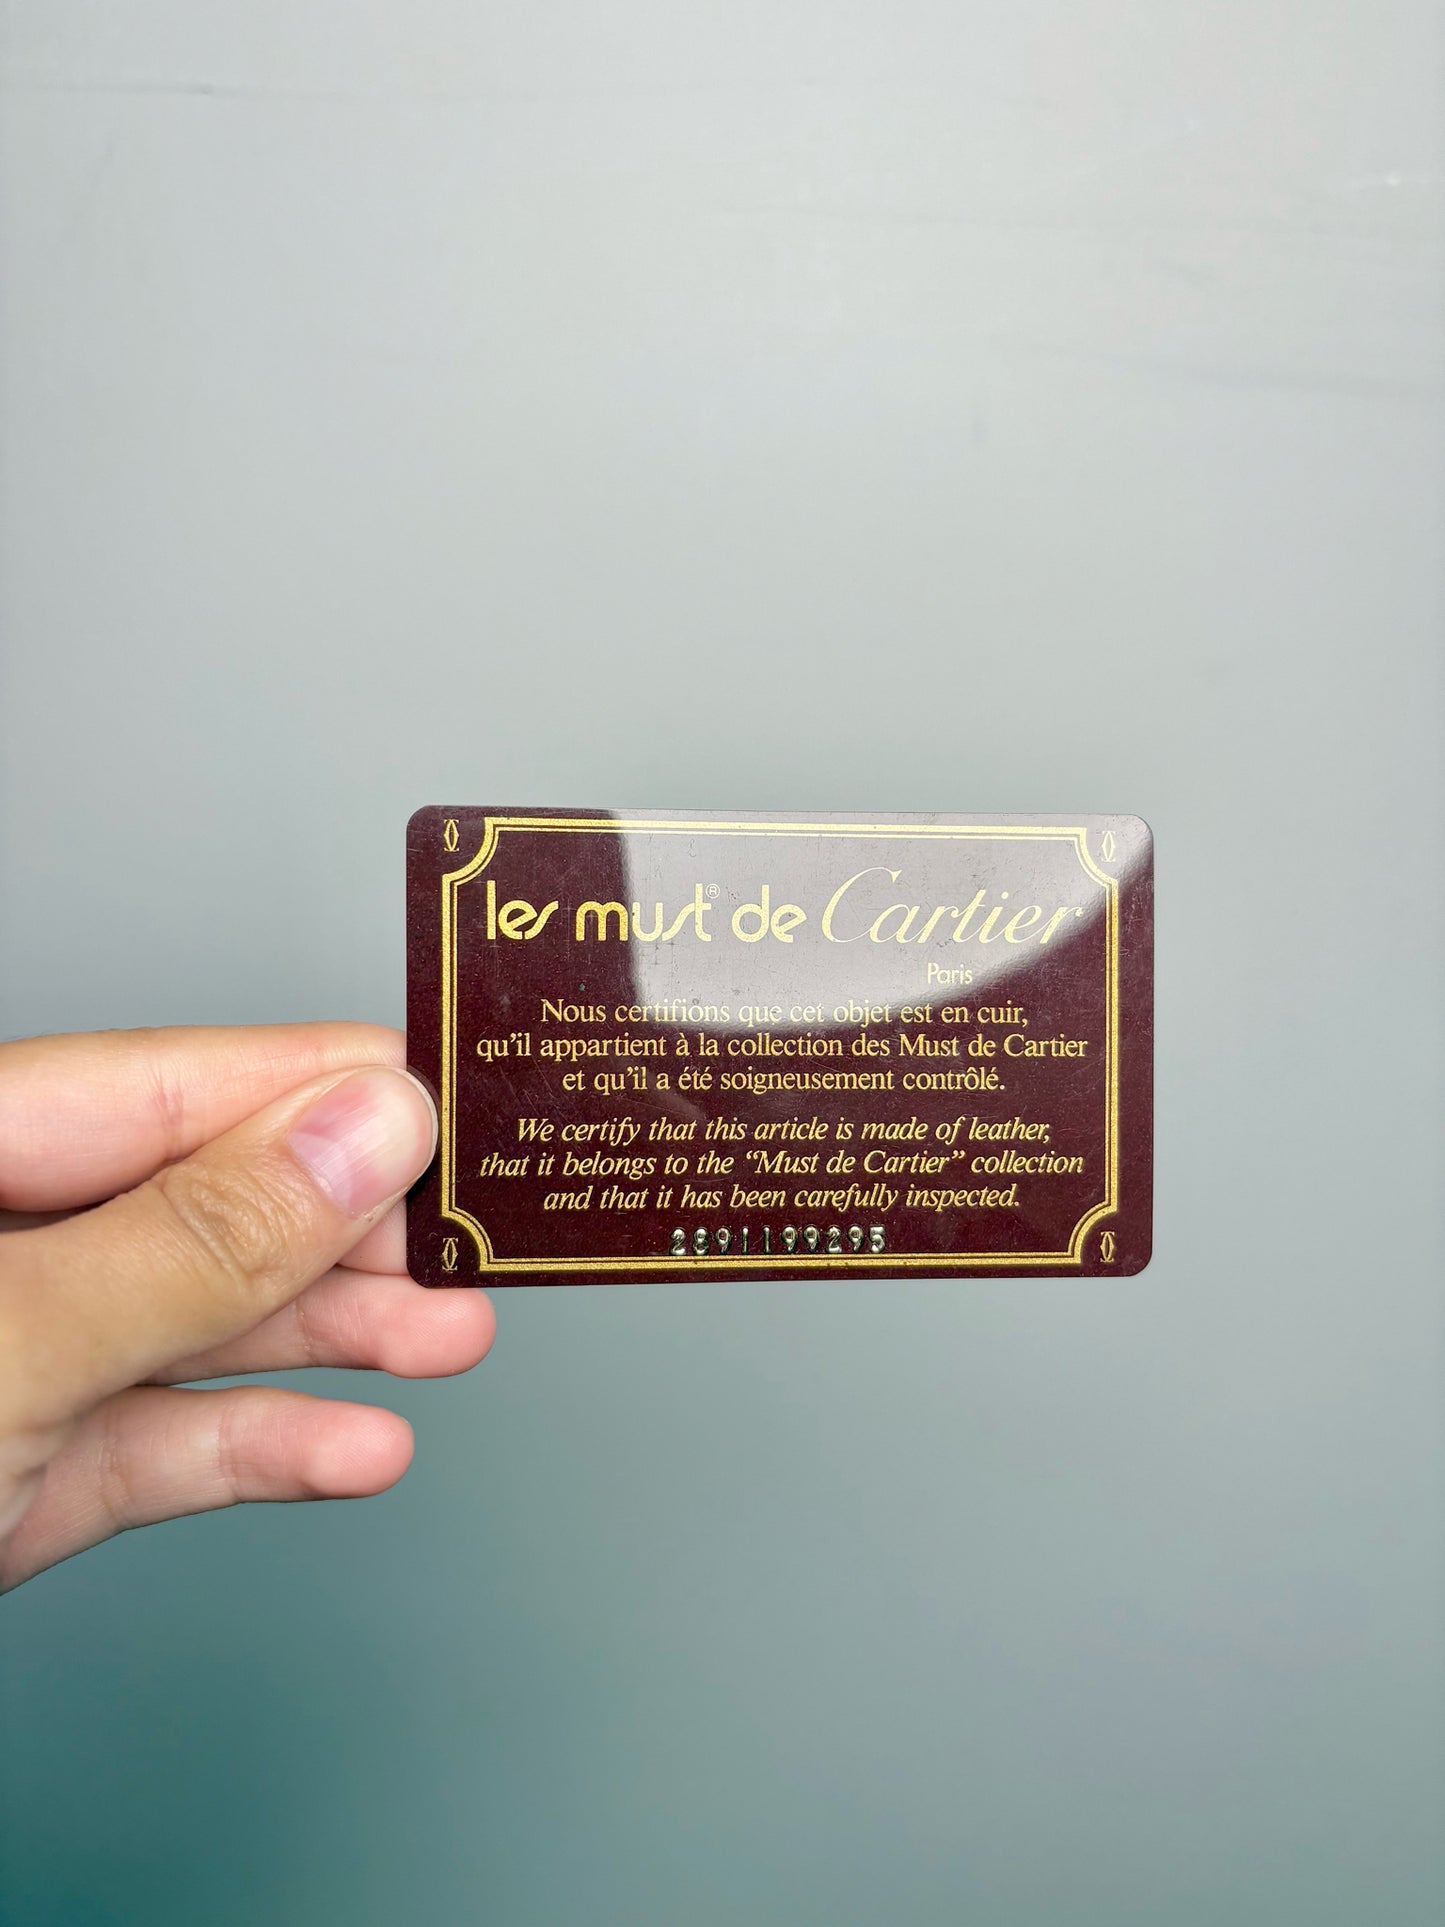 les must® de Cartier
Paris
Nous certifions que cet objet est en cuir,
qu'il appartient à la collection des Must de Cartier
et qu'il a été soigneusement contrôlé.
We certify that this article is made of leather,
that it belongs to the "Must de Cartier" collection
and that it has been carefully inspected.
2891199295